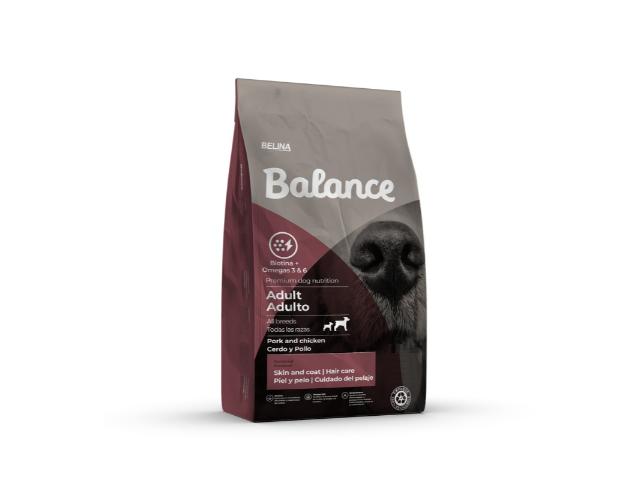 BELINA
Balance
Biotina +
Omegas 3 & 6
Premium dog nutrition
Adult
Adulto
All breeds
Todas las razas
Pork and chicken
Cerdo y Pollo
Skin and coat | Hair care
Piel y pelo | Cuidado del pelaje